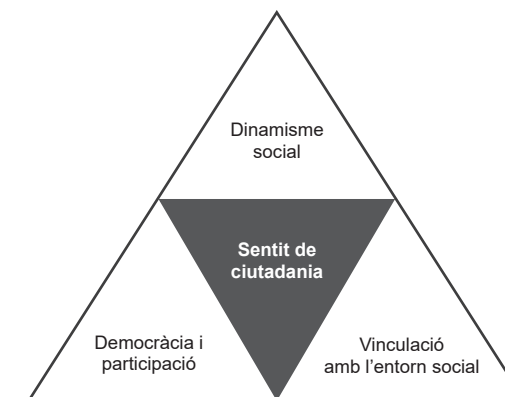 Dinamisme
social
Sentit de
ciutadania
Democràcia i
participació
Vinculació
amb l’entorn social